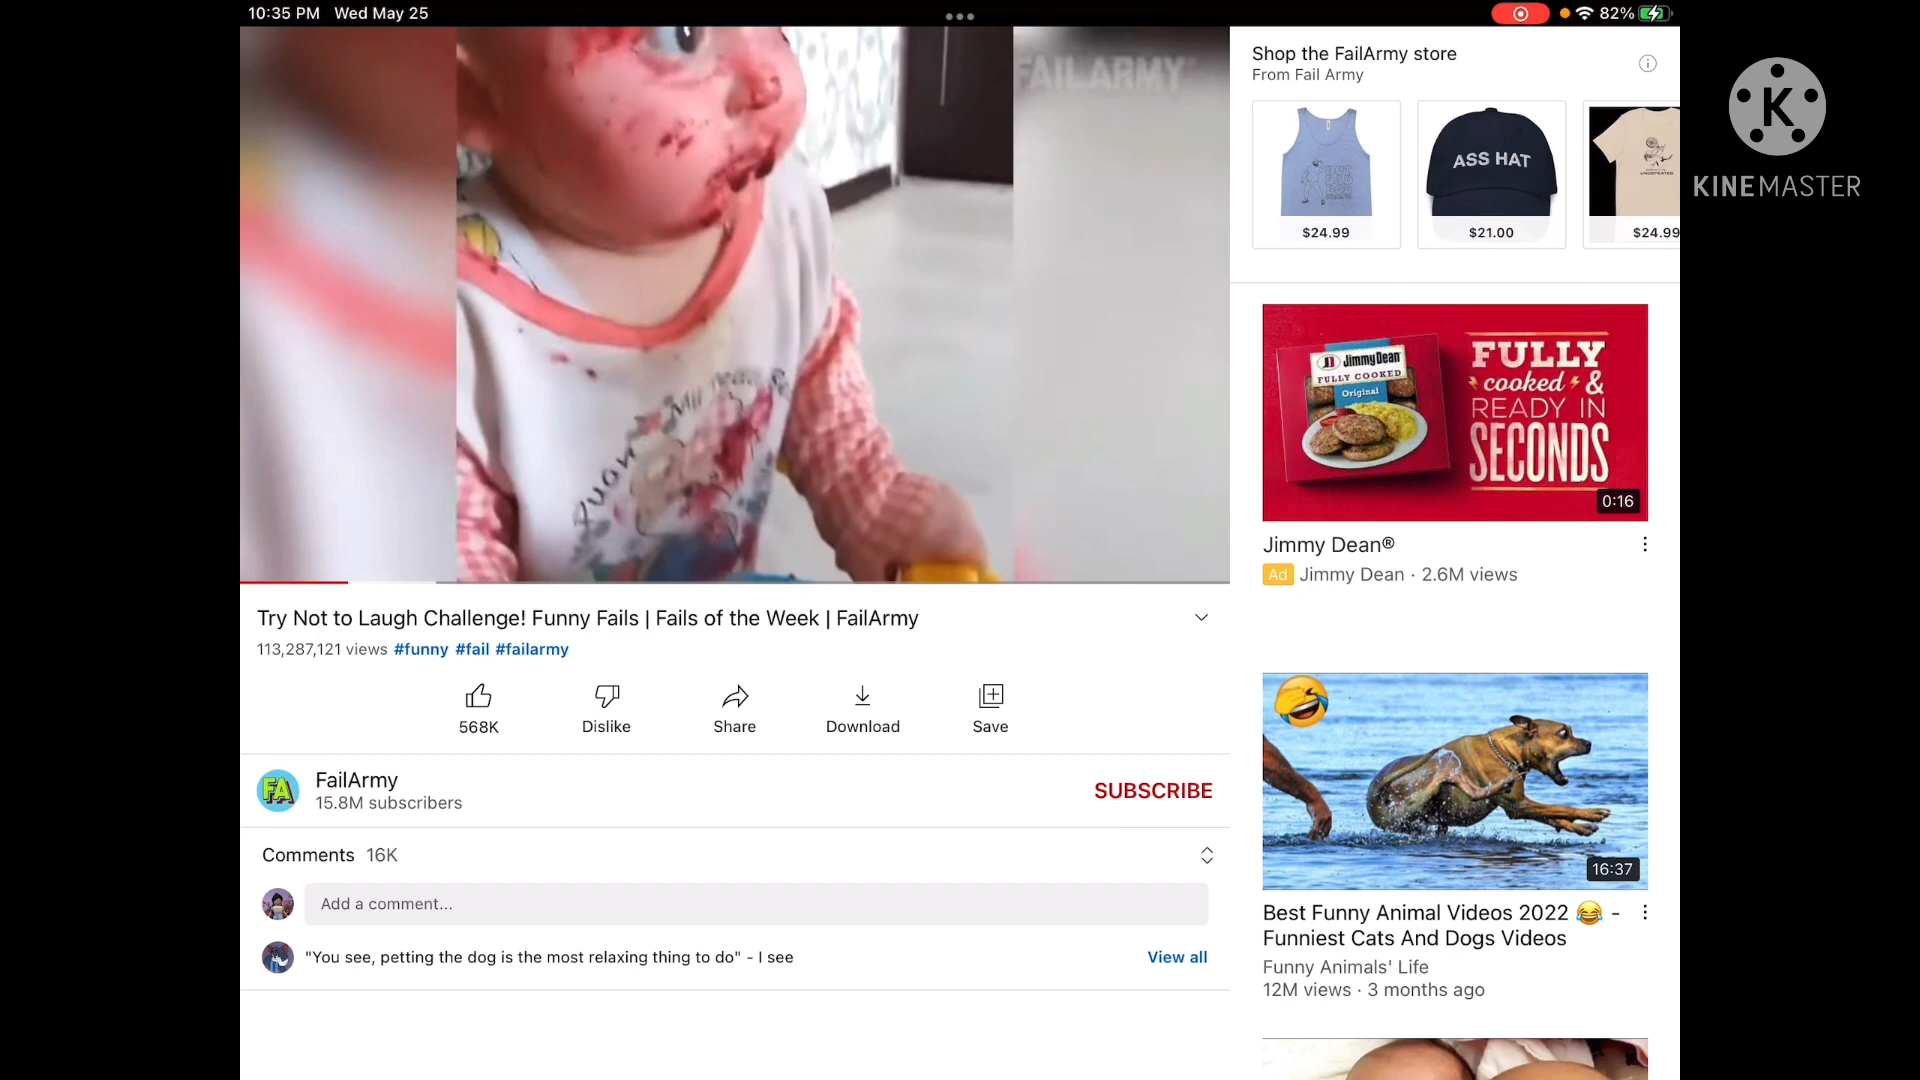 10:35 PM Wed May 25
82%
FAILARMY
Shop the FailArmy store
From Fail Army
ASS HAT
$24.99
$21.00
$24.99
KINEMASTER
Jimmy Dean
FULLY COOKED
Original
FULLY
cooked &
READY IN
SECONDS
0:16
Jimmy Dean®
Ad Jimmy Dean · 2.6M views
Try Not to Laugh Challenge! Funny Fails | Fails of the Week | FailArmy
113,287,121 views #funny #fail #failarmy
568K
Dislike
Share
Download
Save
FA
FailArmy
15.8M subscribers
SUBSCRIBE
Comments 16K
Add a comment...
"You see, petting the dog is the most relaxing thing to do" - I see
View all
16:37
Best Funny Animal Videos 2022 😂 -
Funniest Cats And Dogs Videos
Funny Animals' Life
12M views · 3 months ago